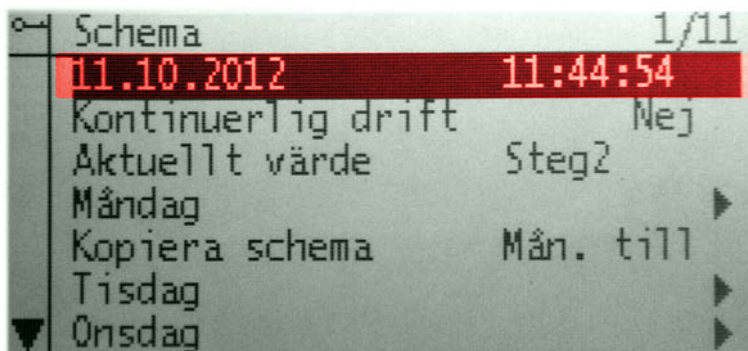 Schema 1/11
11.10.2012 11:44:54
Kontinuerlig drift Nej
Aktuellt värde Steg2
Måndag
Kopiera schema Mån. till
Tisdag
Onsdag